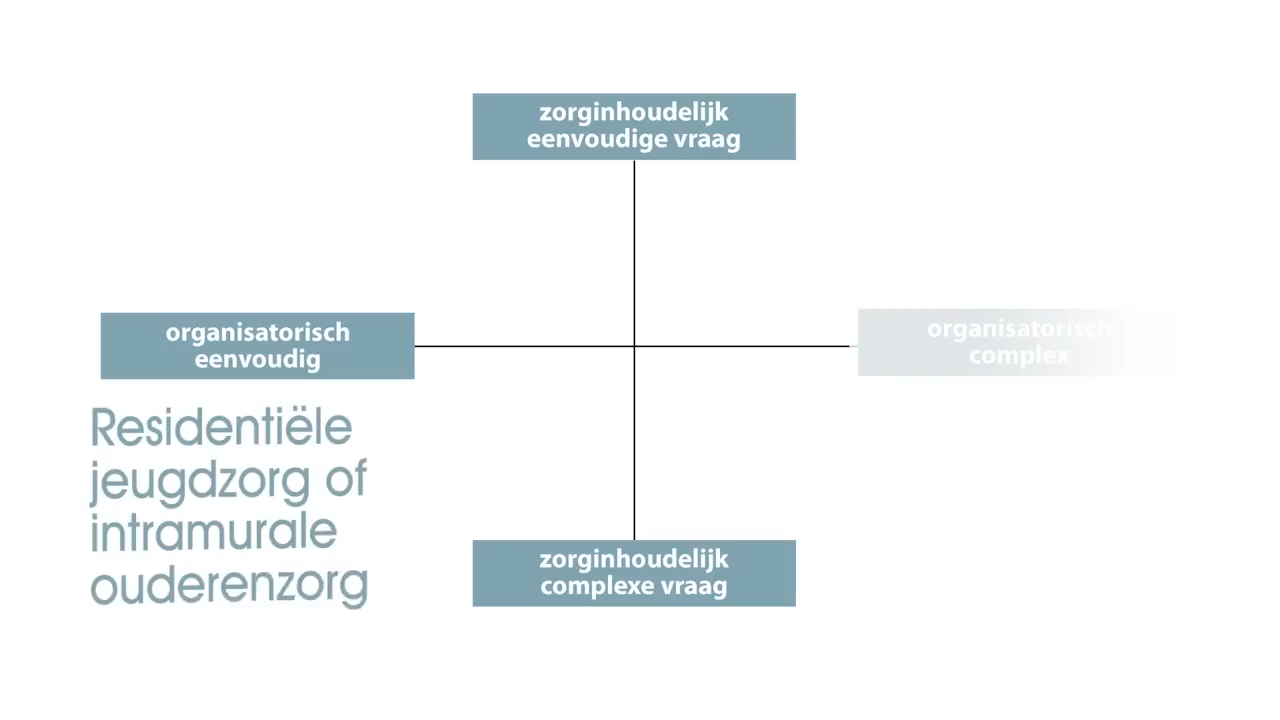 zorginhoudelijk
eenvoudige vraag
organisatorisch
eenvoudig
organisatorisch
complex
Residentiële
jeugdzorg of
intramurale
ouderenzorg
zorginhoudelijk
complexe vraag